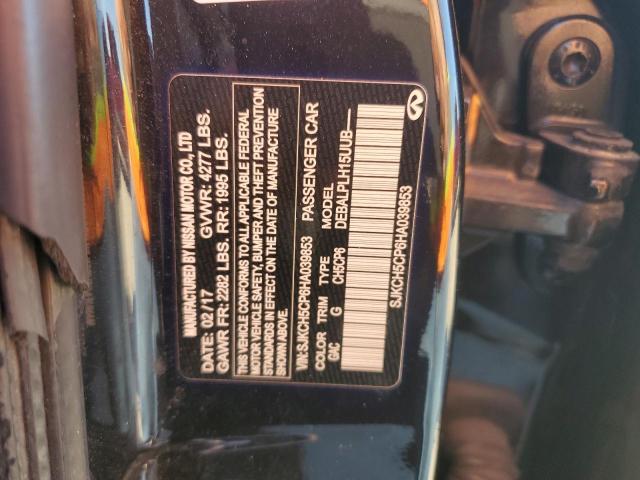 MANUFACTURED BY NISSAN MOTOR CO., LTD
DATE: 02/17 GVWR: 4277 LBS.
GAWR FR: 2282 LBS. RR: 1995 LBS.
THIS VEHICLE CONFORMS TO ALL APPLICABLE FEDERAL
MOTOR VEHICLE SAFETY, BUMPER AND THEFT PREVENTION
STANDARDS IN EFFECT ON THE DATE OF MANUFACTURE
SHOWN ABOVE.
VIN: SJKCH5CP6HA039853 PASSENGER CAR
COLOR TRIM TYPE MODEL
GAC G CH5CP6 DEBALPLH15UUB—
SJKCH5CP6HA039853